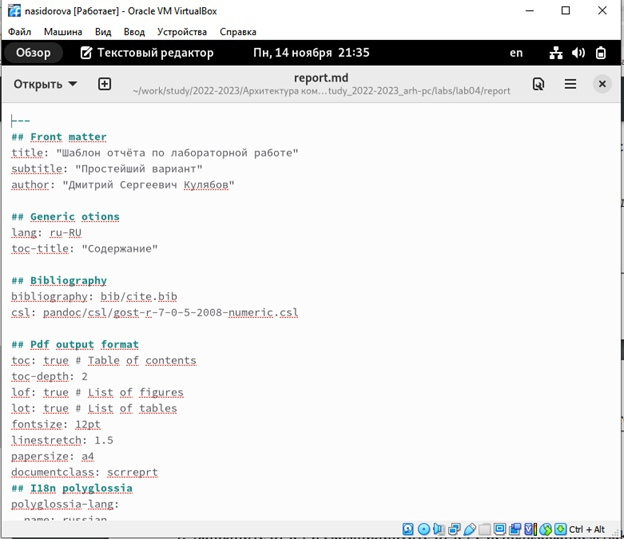 nasidorova [Работает] - Oracle VM VirtualBox
Файл Машина Вид Ввод Устройства Справка
Обзор Текстовый редактор Пн, 14 ноября 21:35 en
Открыть report.md
~/work/study/2022-2023/Архитектура ком...tudy_2022-2023_arh-pc/labs/lab04/report
---
## Front matter
title: "Шаблон отчёта по лабораторной работе"
subtitle: "Простейший вариант"
author: "Дмитрий Сергеевич Кулябов"
## Generic otions
lang: ru-RU
toc-title: "Содержание"
## Bibliography
bibliography: bib/cite.bib
csl: pandoc/csl/gost-r-7-0-5-2008-numeric.csl
## Pdf output format
toc: true # Table of contents
toc-depth: 2
lof: true # List of figures
lot: true # List of tables
fontsize: 12pt
linestretch: 1.5
papersize: a4
documentclass: scrreprt
## I18n polyglossia
polyglossia-lang:
name: russian
Ctrl + Alt